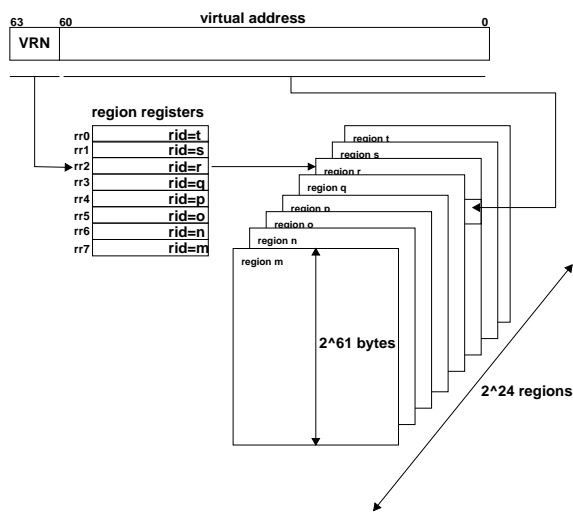 virtual address
63 60 0
VRN
region registers
rr0 rid=t
rr1 rid=s
rr2 rid=r
rr3 rid=q
rr4 rid=p
rr5 rid=o
rr6 rid=n
rr7 rid=m
region t
region s
region r
region q
region p
region o
region n
region m
2^61 bytes
2^24 regions